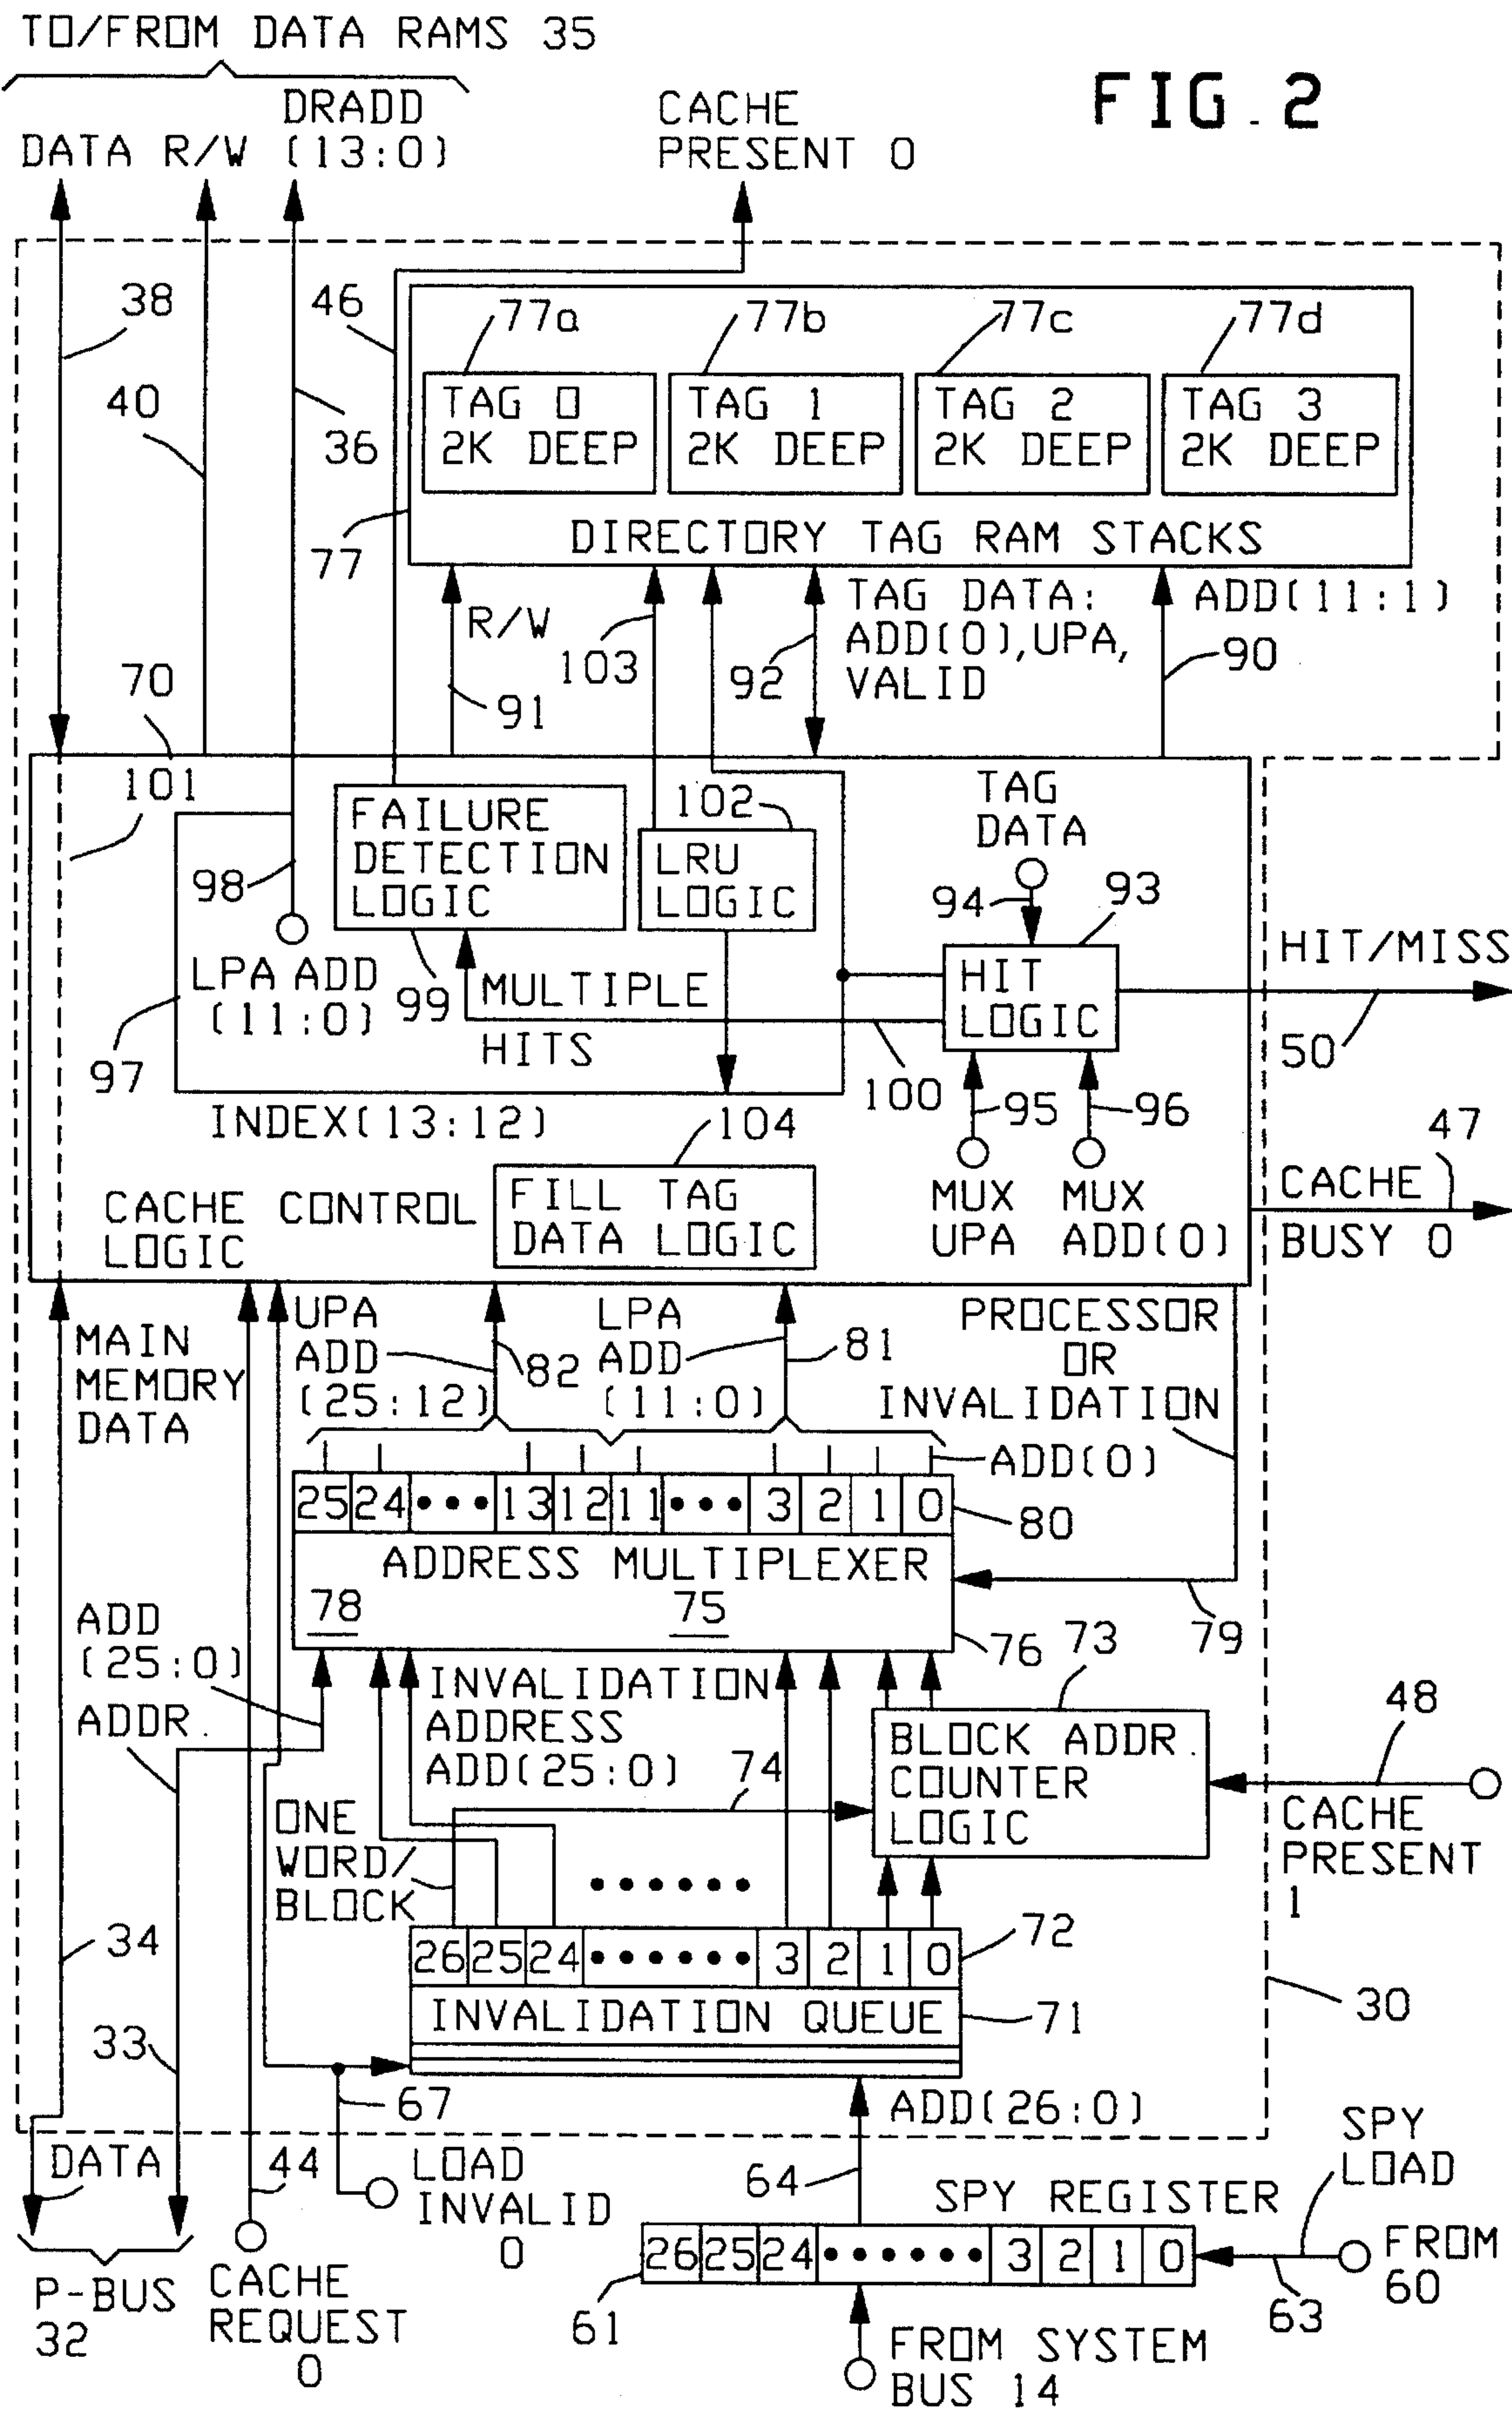 TO/FROM DATA RAMS 35
FIG. 2
DRADD
DATA R/W (13:0)
CACHE
PRESENT 0
38
46
77a
77b
77c
77d
40
36
TAG 0
2K DEEP
TAG 1
2K DEEP
TAG 2
2K DEEP
TAG 3
2K DEEP
77
DIRECTORY TAG RAM STACKS
R/W
103
TAG DATA:
ADD(0),UPA,
VALID
ADD(11:1)
92
90
70
91
101
FAILURE
DETECTION
LOGIC
102
LRU
LOGIC
TAG
DATA
98
94
93
LPA ADD
(11:0)
99
MULTIPLE
HITS
HIT
LOGIC
HIT/MISS
50
97
100
95
96
INDEX(13:12)
104
47
CACHE CONTROL
LOGIC
FILL TAG
DATA LOGIC
MUX
UPA
MUX
ADD(0)
CACHE
BUSY 0
MAIN
MEMORY
DATA
UPA
ADD
(25:12)
82
LPA
ADD
(11:0)
81
PROCESSOR
OR
INVALIDATION
ADD(0)
25 24 ••• 13 12 11 ••• 3 2 1 0
80
ADDRESS MULTIPLEXER
78
75
76
79
73
ADD
(25:0)
ADDR.
INVALIDATION
ADDRESS
ADD(25:0)
74
BLOCK ADDR.
COUNTER
LOGIC
48
CACHE
PRESENT
1
ONE
WORD/
BLOCK
••••••
34
26 25 24 •••••• 3 2 1 0
72
INVALIDATION QUEUE
71
30
33
67
ADD(26:0)
DATA
44
LOAD
INVALID
0
64
SPY
LOAD
SPY REGISTER
26 25 24 •••••• 3 2 1 0
61
63
FROM
60
P-BUS
32
CACHE
REQUEST
0
FROM SYSTEM
BUS 14